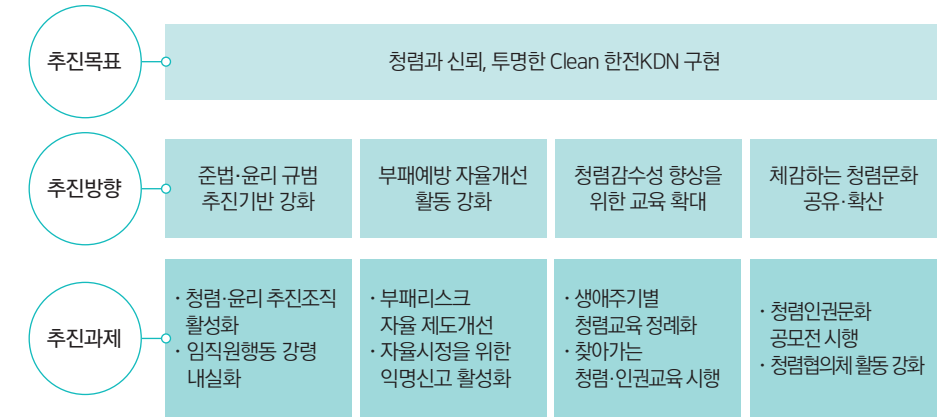 추진목표
청렴과 신뢰, 투명한 Clean 한전KDN 구현
추진방향
준법·윤리 규범
추진기반 강화
부패예방 자율개선
활동 강화
청렴감수성 향상을
위한 교육 확대
체감하는 청렴문화
공유·확산
추진과제
· 청렴·윤리 추진조직
활성화
· 임직원행동 강령
내실화
· 부패리스크
자율 제도개선
· 자율시정을 위한
익명신고 활성화
· 생애주기별
청렴교육 정례화
· 찾아가는
청렴·인권교육 시행
· 청렴인권문화
공모전 시행
· 청렴협의체 활동 강화